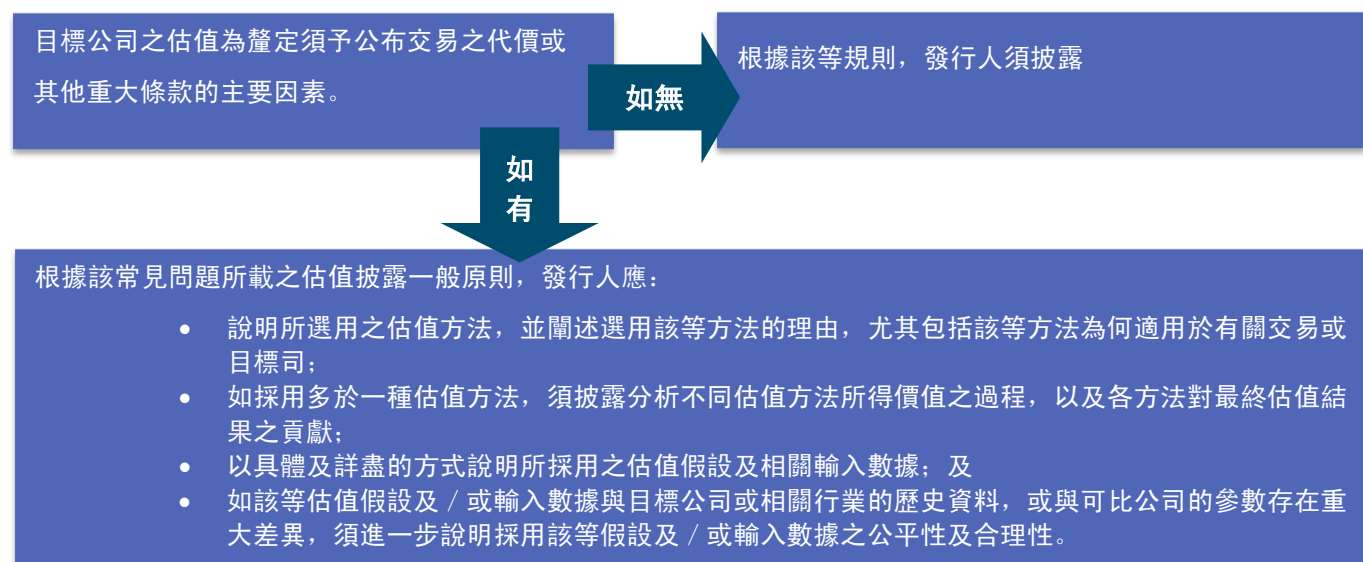 目標公司之估值為釐定須予公布交易之代價或
其他重大條款的主要因素。
如無
根據該等規則，發行人須披露
如
有
根據該常見問題所載之估值披露一般原則，發行人應：
• 說明所選用之估值方法，並闡述選用該等方法的理由，尤其包括該等方法為何適用於有關交易或
目標司；
• 如採用多於一種估值方法，須披露分析不同估值方法所得價值之過程，以及各方法對最終估值結
果之貢獻；
• 以具體及詳盡的方式說明所採用之估值假設及相關輸入數據；及
• 如該等估值假設及／或輸入數據與目標公司或相關行業的歷史資料，或與可比公司的參數存在重
大差異，須進一步說明採用該等假設及／或輸入數據之公平性及合理性。